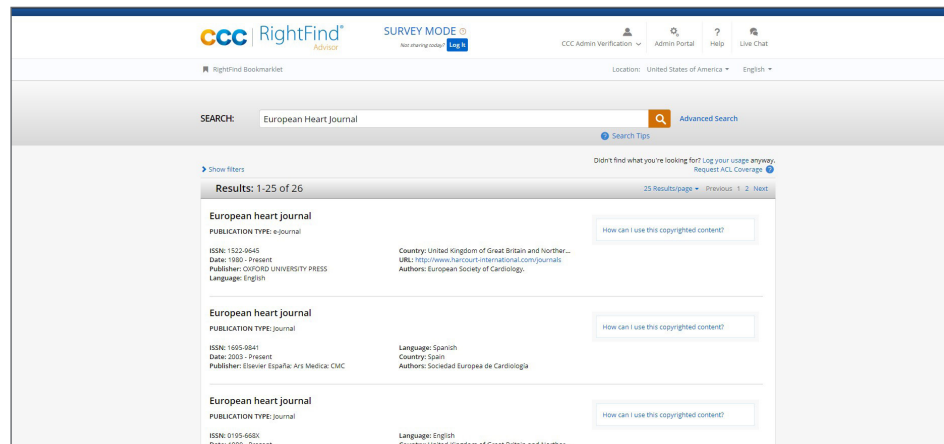 CCC RightFind®
Advisor
SURVEY MODE
Not sharing today? Log It
CCC Admin Verification
Admin Portal
? Help
Live Chat
RightFind Bookmarklet
Location: United States of America
English
SEARCH:
European Heart Journal
Advanced Search
? Search Tips
Didn't find what you're looking for? Log your usage anyway.
Show filters
Request ACL Coverage ?
Results: 1-25 of 26
25 Results/page Previous 1 2 Next
European heart journal
PUBLICATION TYPE: e-Journal
How can I use this copyrighted content?
ISSN: 1522-9645
Date: 1980 - Present
Publisher: OXFORD UNIVERSITY PRESS
Language: English
Country: United Kingdom of Great Britain and Norther...
URL: http://www.harcourt-international.com/journals
Authors: European Society of Cardiology.
European heart journal
PUBLICATION TYPE: Journal
How can I use this copyrighted content?
ISSN: 1695-9841
Date: 2003 - Present
Publisher: Elsevier España: Ars Medica: CMC
Language: Spanish
Country: Spain
Authors: Sociedad Europea de Cardiología
European heart journal
PUBLICATION TYPE: Journal
How can I use this copyrighted content?
ISSN: 0195-668X
Language: English